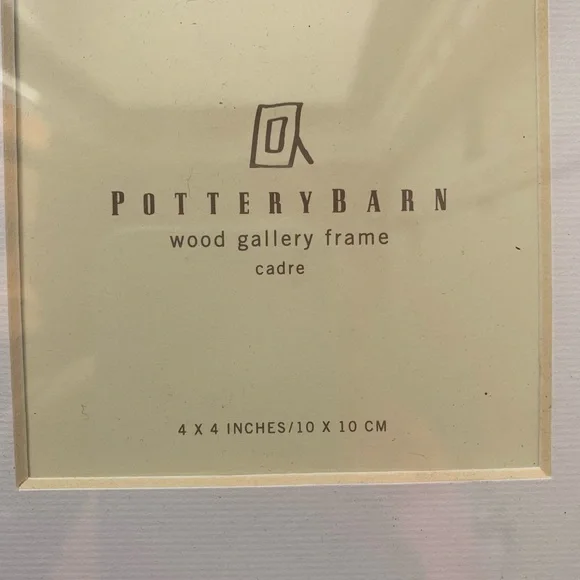 POTTERYBARN
wood gallery frame
cadre
4 X 4 INCHES/10 X 10 CM